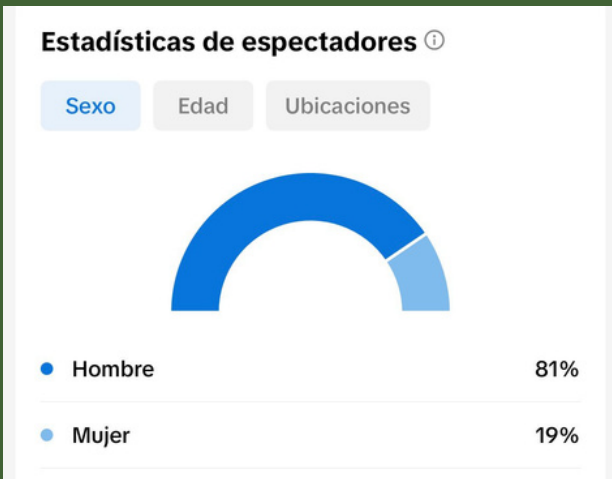 Estadísticas de espectadores
Sexo Edad Ubicaciones
Hombre 81%
Mujer 19%